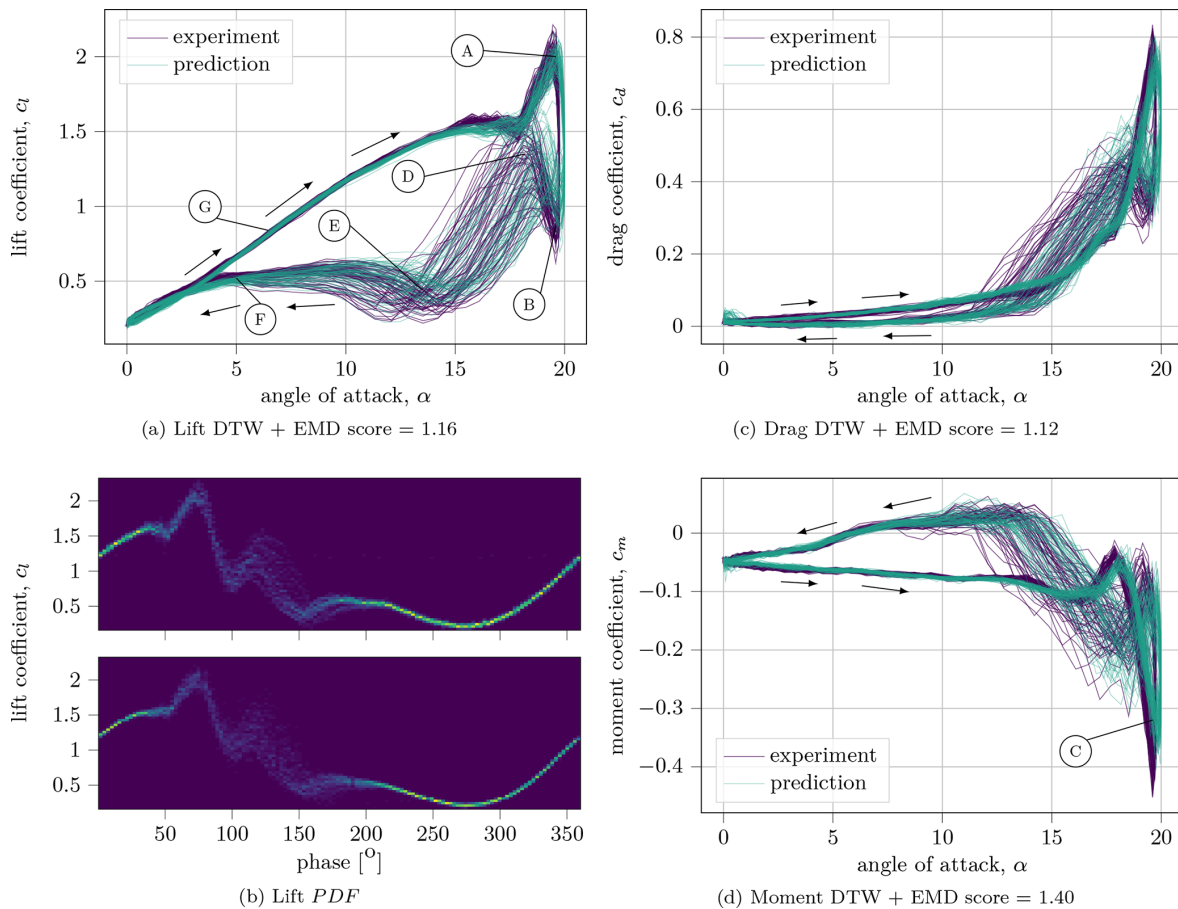 experiment
prediction
A
D
G
E
F
B
lift coefficient, c_l
2
1.5
1
0.5
0 5 10 15 20
angle of attack, α
(a) Lift DTW + EMD score = 1.16
experiment
prediction
drag coefficient, c_d
0.8
0.6
0.4
0.2
0
0 5 10 15 20
angle of attack, α
(c) Drag DTW + EMD score = 1.12
lift coefficient, c_l
2
1.5
1
0.5
2
1.5
1
0.5
50 100 150 200 250 300 350
phase [°]
(b) Lift PDF
moment coefficient, c_m
0
−0.1
−0.2
−0.3
−0.4
C
experiment
prediction
0 5 10 15 20
angle of attack, α
(d) Moment DTW + EMD score = 1.40